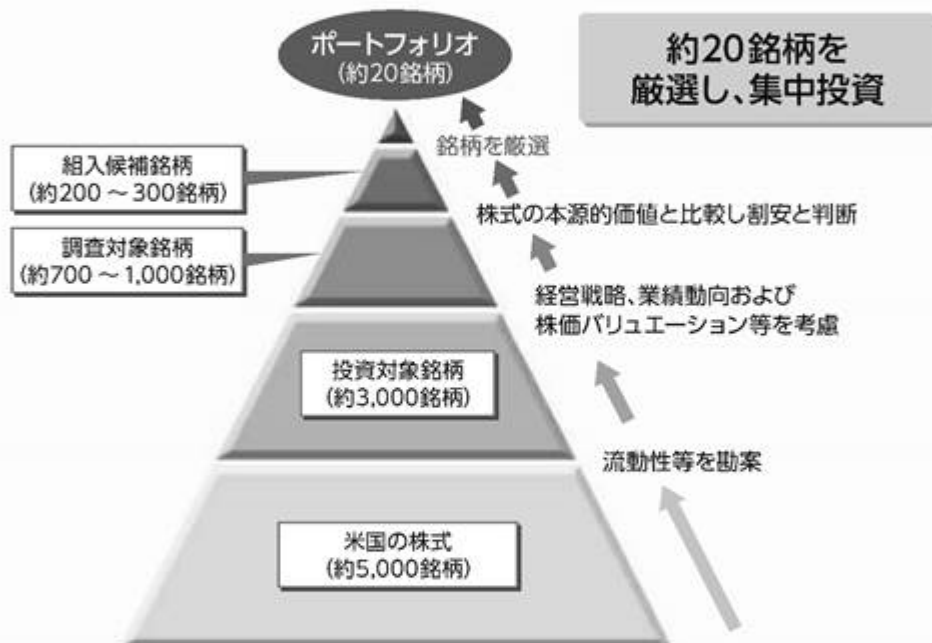 ポートフォリオ
(約20銘柄)
約20銘柄を
厳選し、集中投資
銘柄を厳選
組入候補銘柄
(約200 ～ 300銘柄)
株式の本源的価値と比較し割安と判断
調査対象銘柄
(約700 ～ 1,000銘柄)
経営戦略、業績動向および
株価バリュエーション等を考慮
投資対象銘柄
(約3,000銘柄)
流動性等を勘案
米国の株式
(約5,000銘柄)